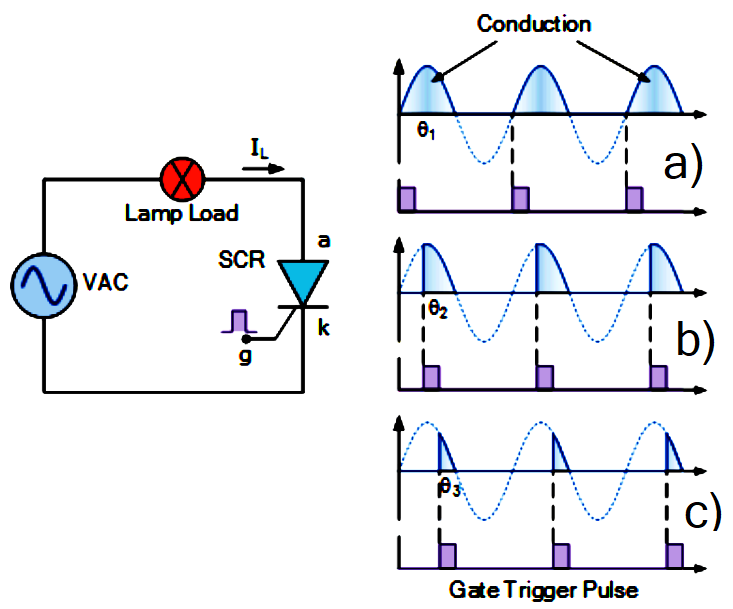 Conduction
θ1
a)
IL
Lamp Load
a
SCR
VAC
k
g
θ2
b)
θ3
c)
Gate Trigger Pulse